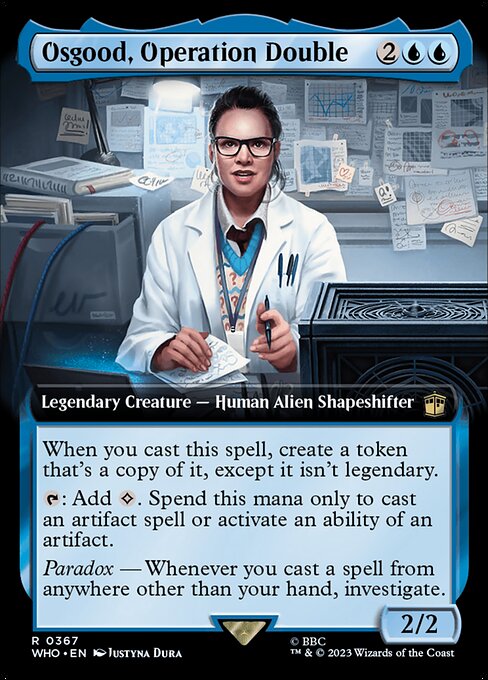 Osgood, Operation Double 2
Legendary Creature — Human Alien Shapeshifter
When you cast this spell, create a token
that's a copy of it, except it isn't legendary.
: Add . Spend this mana only to cast
an artifact spell or activate an ability of an
artifact.
Paradox — Whenever you cast a spell from
anywhere other than your hand, investigate.
2/2
R 0367
WHO • EN Justyna Dura
© BBC
™ & © 2023 Wizards of the Coast